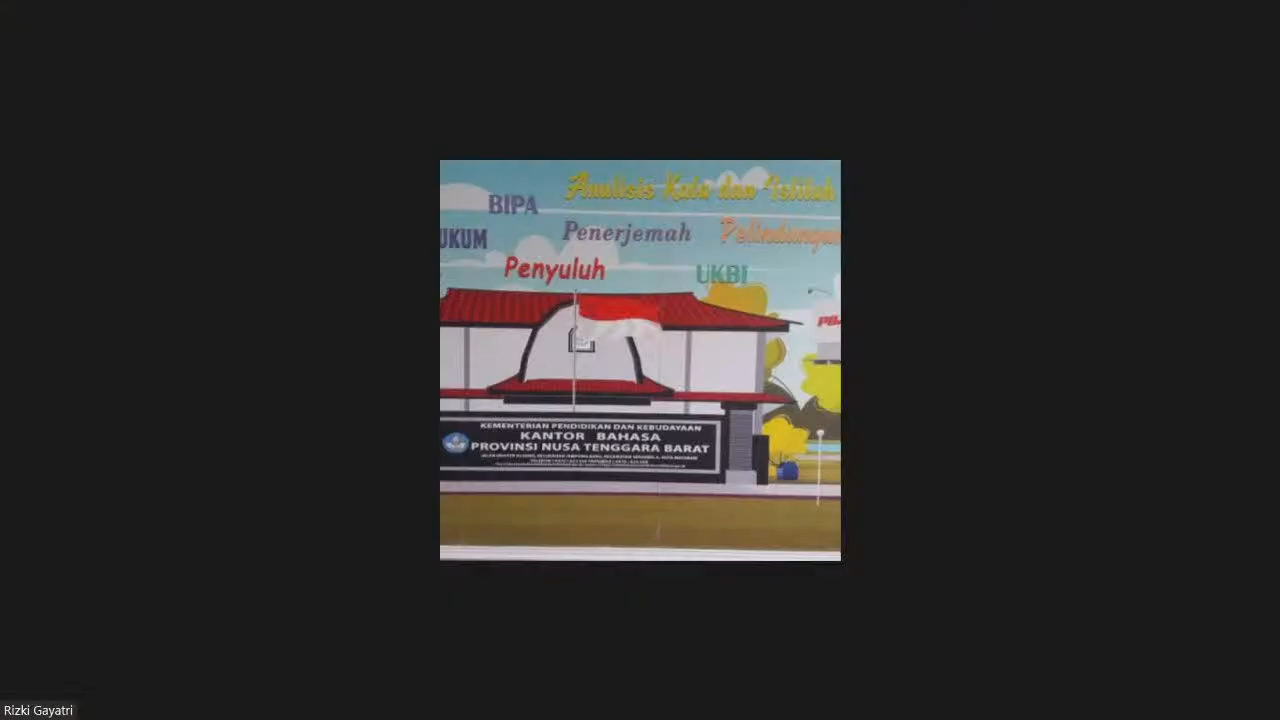 Analisis Kata dan Istilah
BIPA
Penerjemah
Pelindungan
UKUM
Penyuluh
UKBI
KEMENTERIAN PENDIDIKAN DAN KEBUDAYAAN
KANTOR BAHASA
PROVINSI NUSA TENGGARA BARAT
Rizki Gayatri